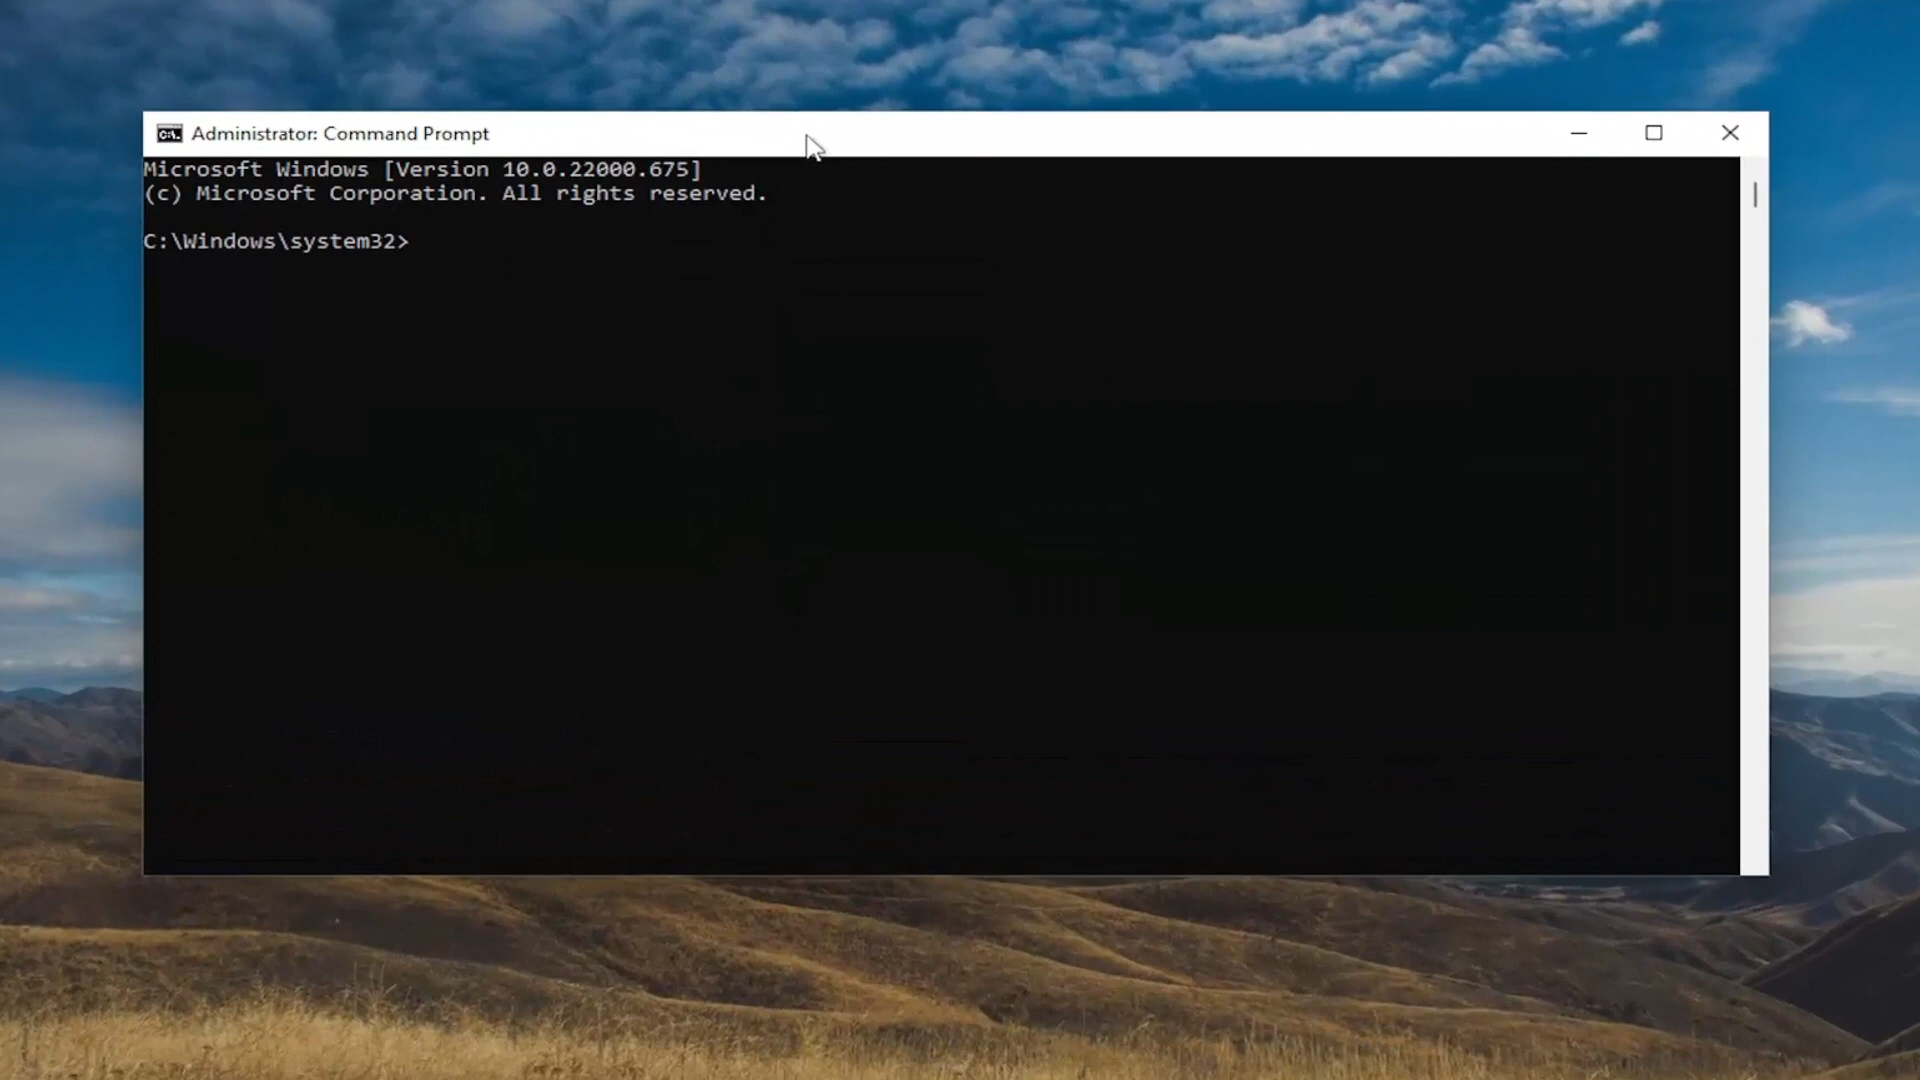 Administrator: Command Prompt
Microsoft Windows [Version 10.0.22000.675]
(c) Microsoft Corporation. All rights reserved.
C:\Windows\system32>